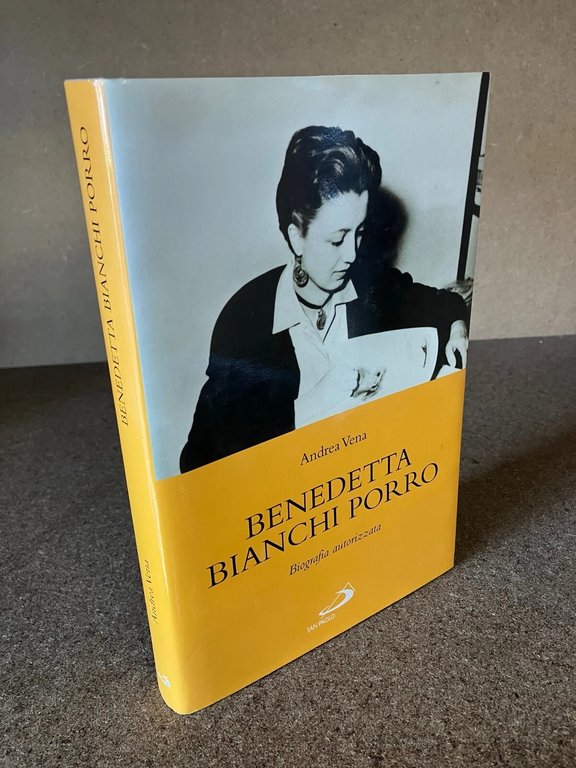 BENEDETTA BIANCHI PORRO
Andrea Vena
Andrea Vena
BENEDETTA
BIANCHI PORRO
Biografia autorizzata
SAN PAOLO